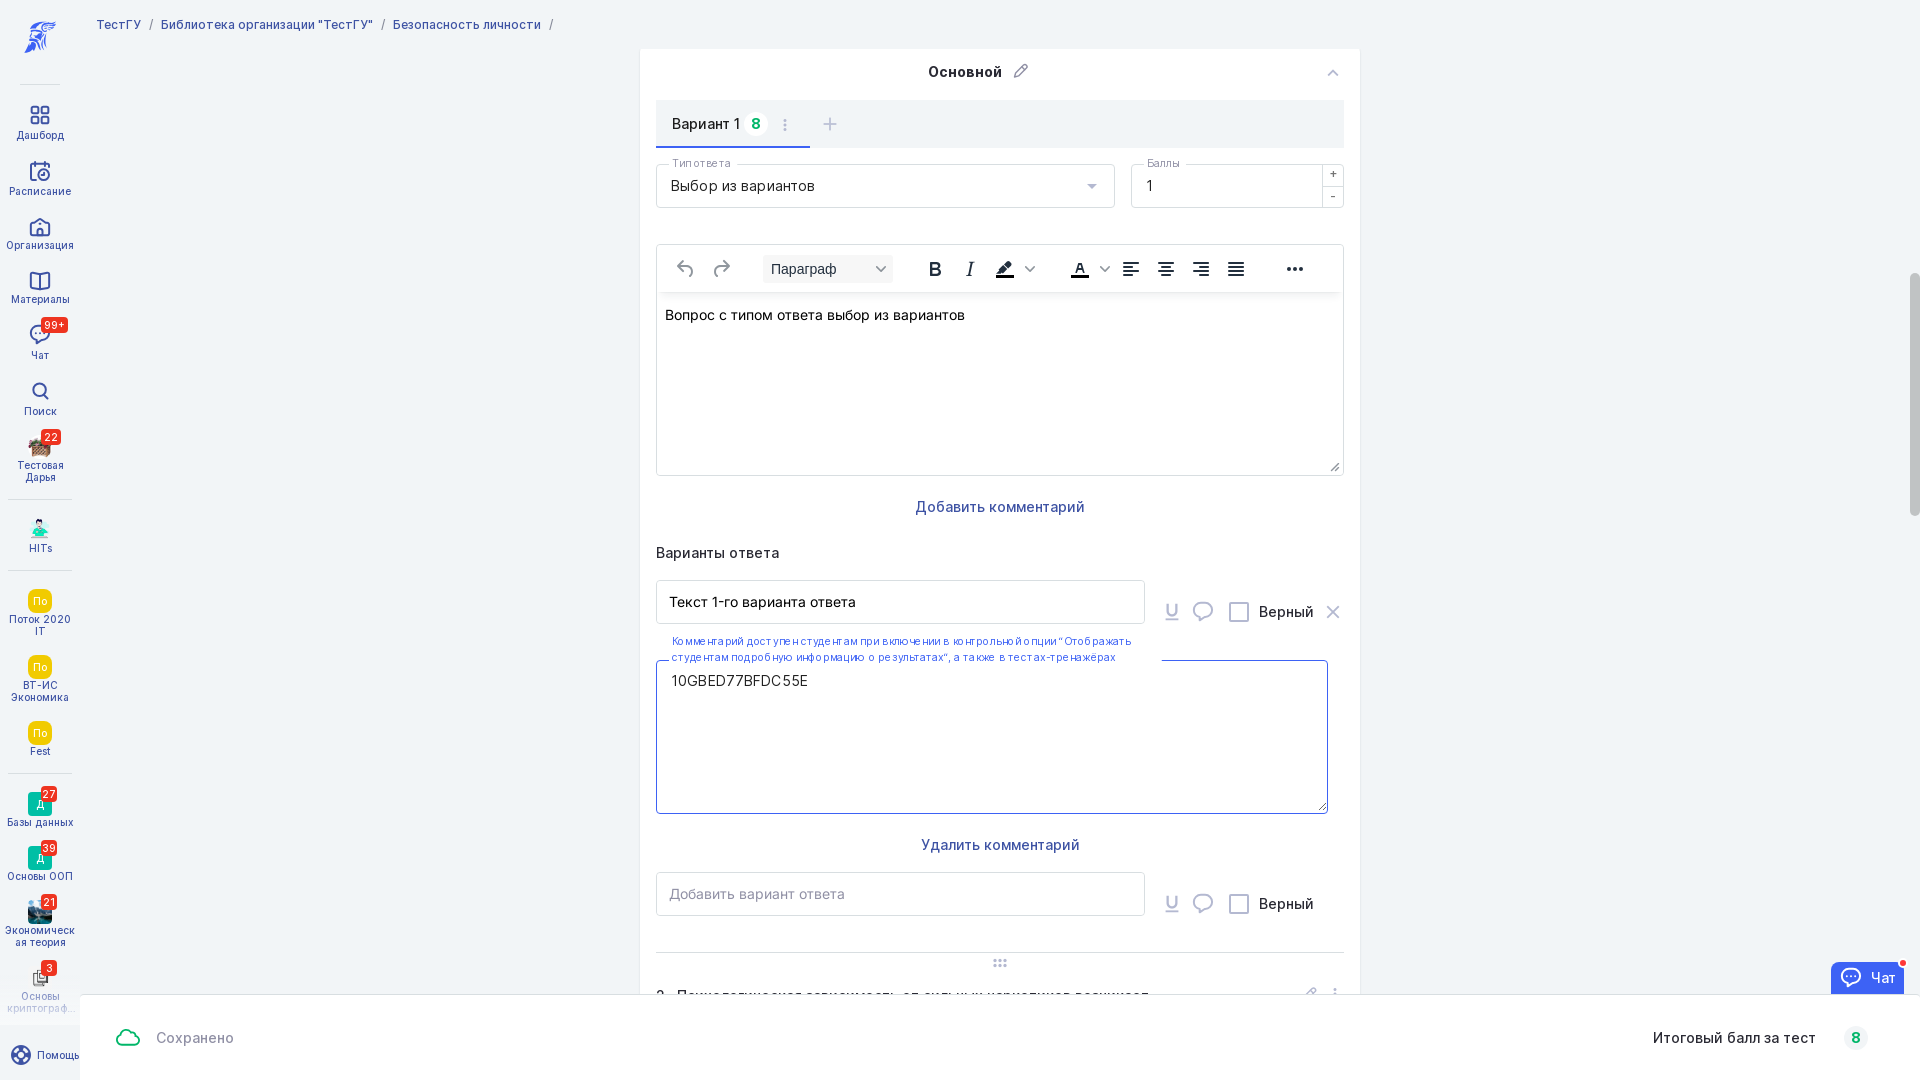 ТестГУ / Библиотека организации "ТестГУ" / Безопасность личности /
Дашборд
Расписание
Организация
Материалы
99+
Чат
Поиск
22
Тестовая
Дарья
HITs
По
Поток 2020
IT
По
ВТ-ИС
Экономика
По
Fest
27
Д
Базы данных
39
Д
Основы ООП
21
Экономическ
ая теория
3
Основы
криптограф...
Помощь
Основной
Вариант 1 8
Тип ответа
Выбор из вариантов
Баллы
1
+
-
Параграф
B I A
Вопрос с типом ответа выбор из вариантов
Добавить комментарий
Варианты ответа
Текст 1-го варианта ответа
U Верный
Комментарий доступен студентам при включении в контрольной опции “Отображать
студентам подробную информацию о результатах“, а также в тестах-тренажёрах
10GBED77BFDC55E
Удалить комментарий
Добавить вариант ответа
U Верный
Чат
Сохранено
Итоговый балл за тест 8